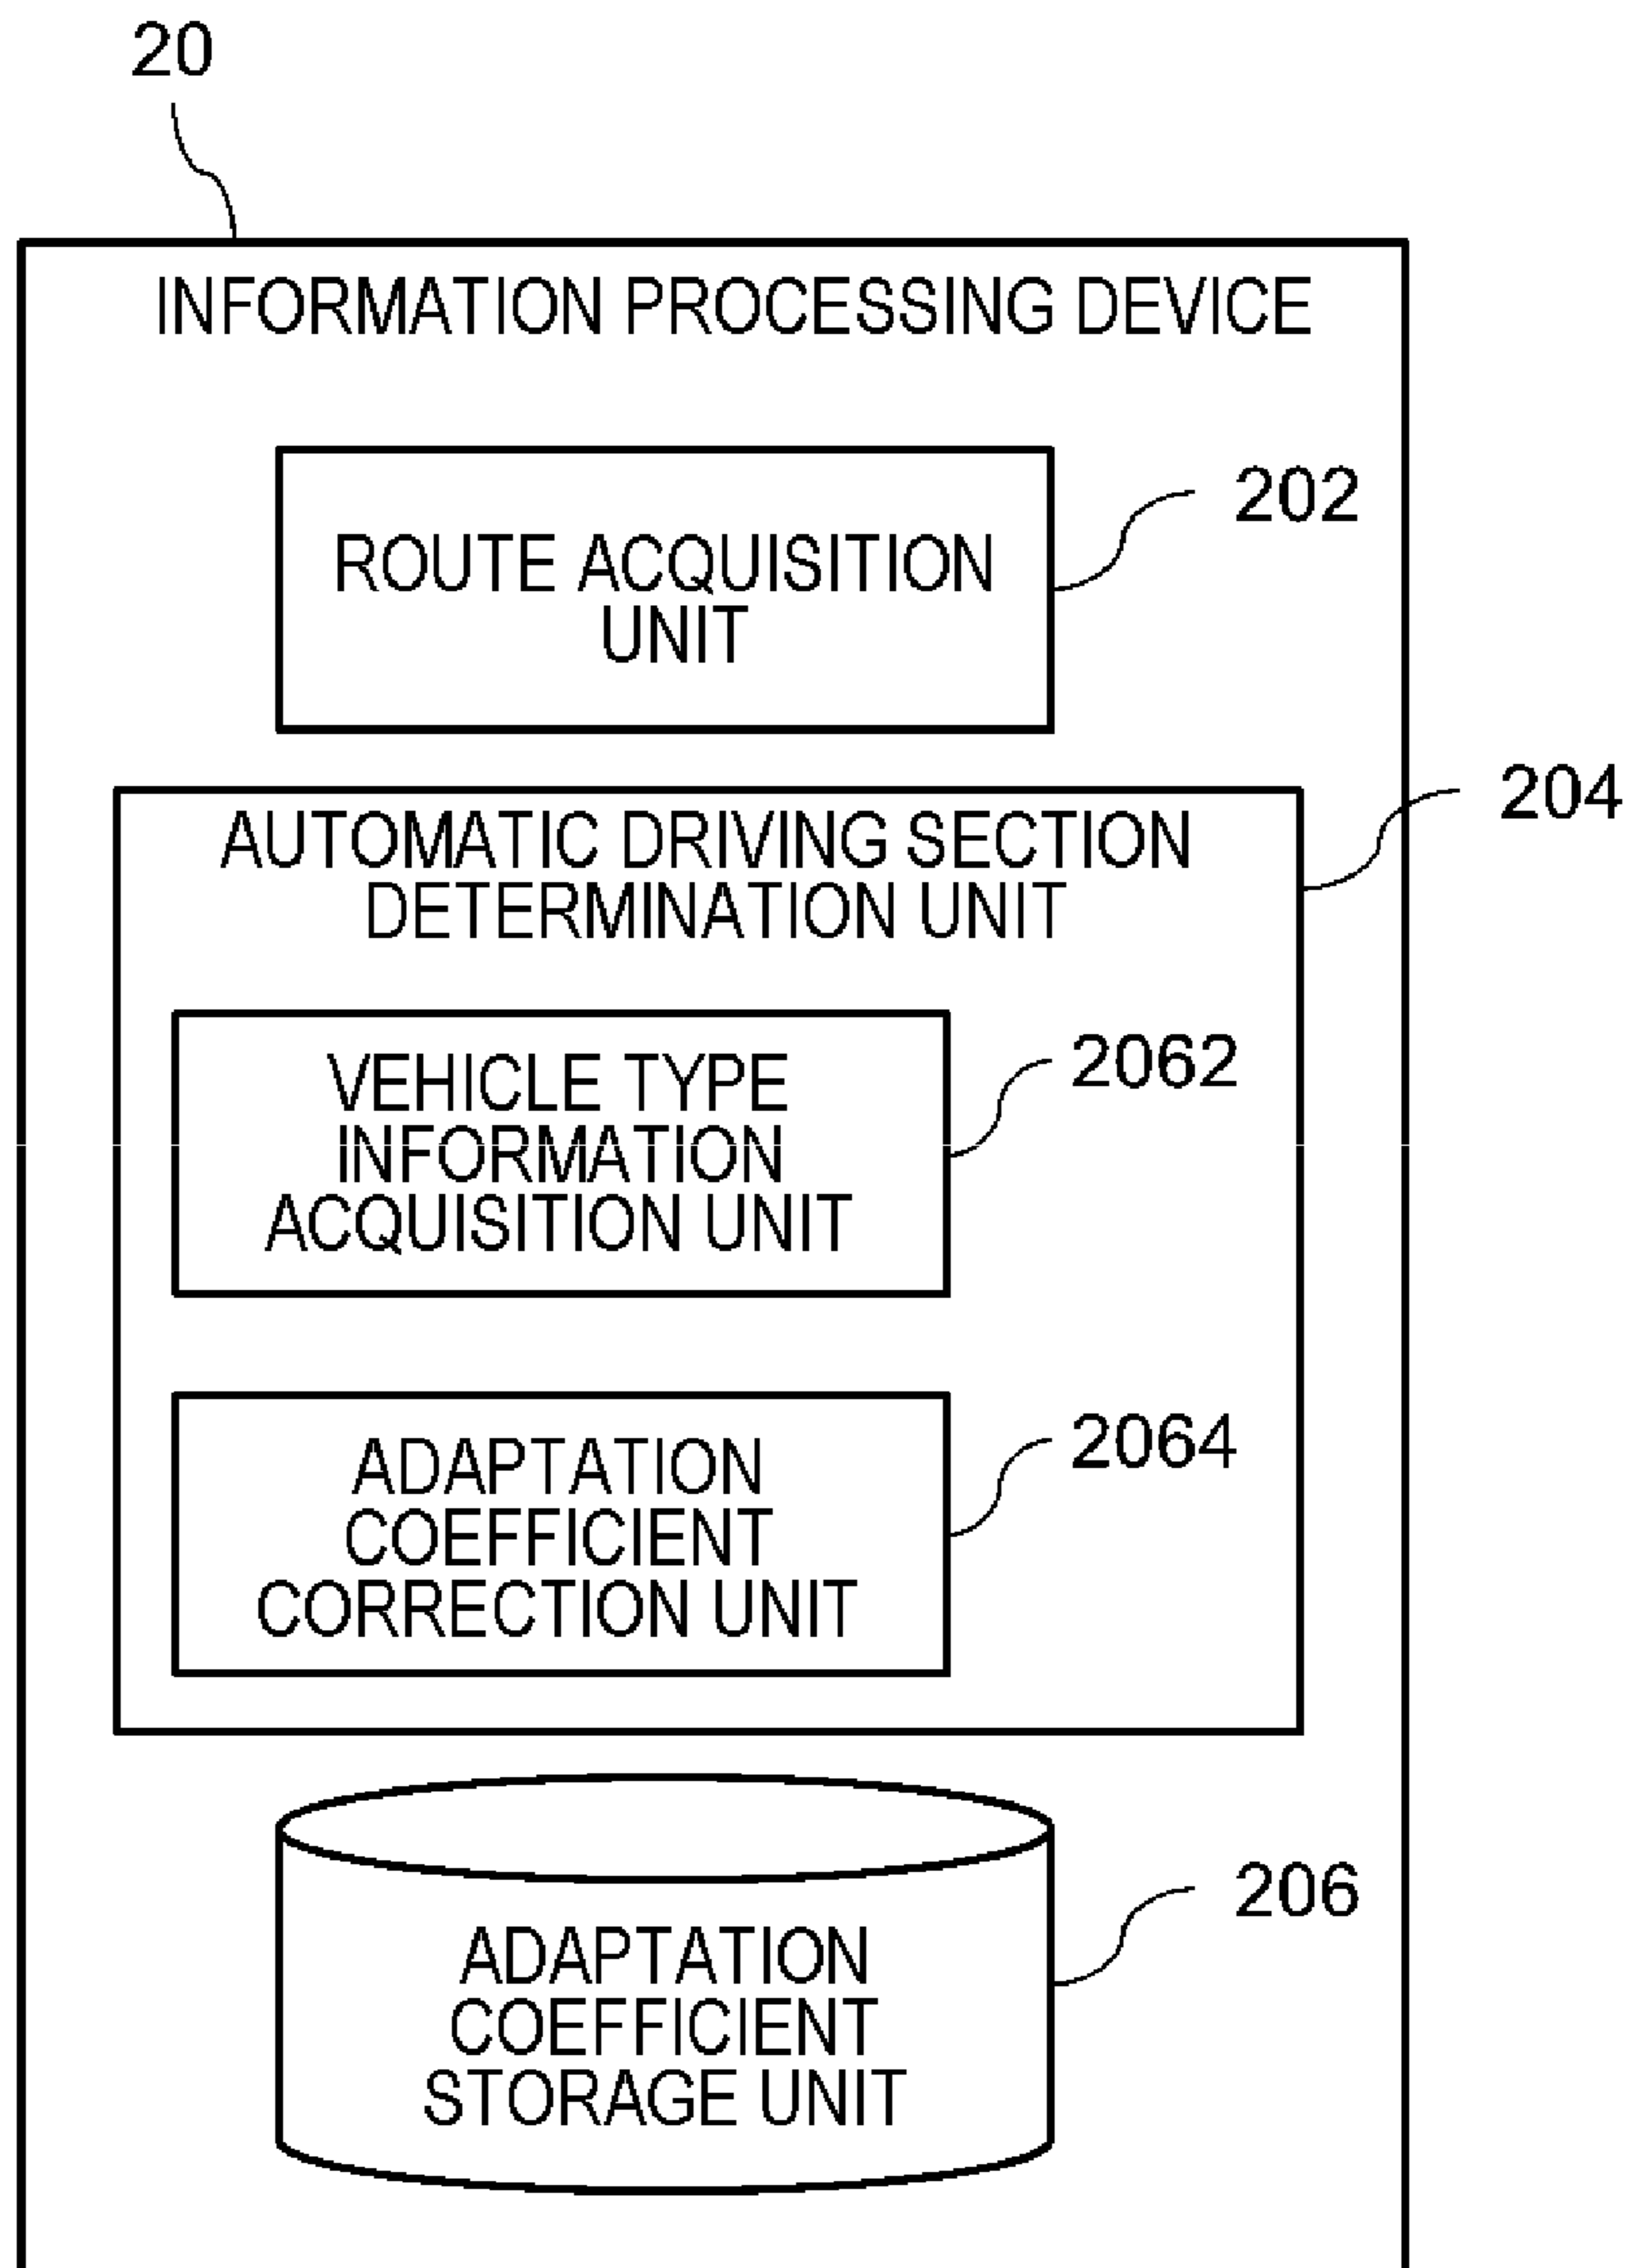 20
INFORMATION PROCESSING DEVICE
ROUTE ACQUISITION
UNIT
202
AUTOMATIC DRIVING SECTION
DETERMINATION UNIT
204
VEHICLE TYPE
INFORMATION
ACQUISITION UNIT
2062
ADAPTATION
COEFFICIENT
CORRECTION UNIT
2064
ADAPTATION
COEFFICIENT
STORAGE UNIT
206